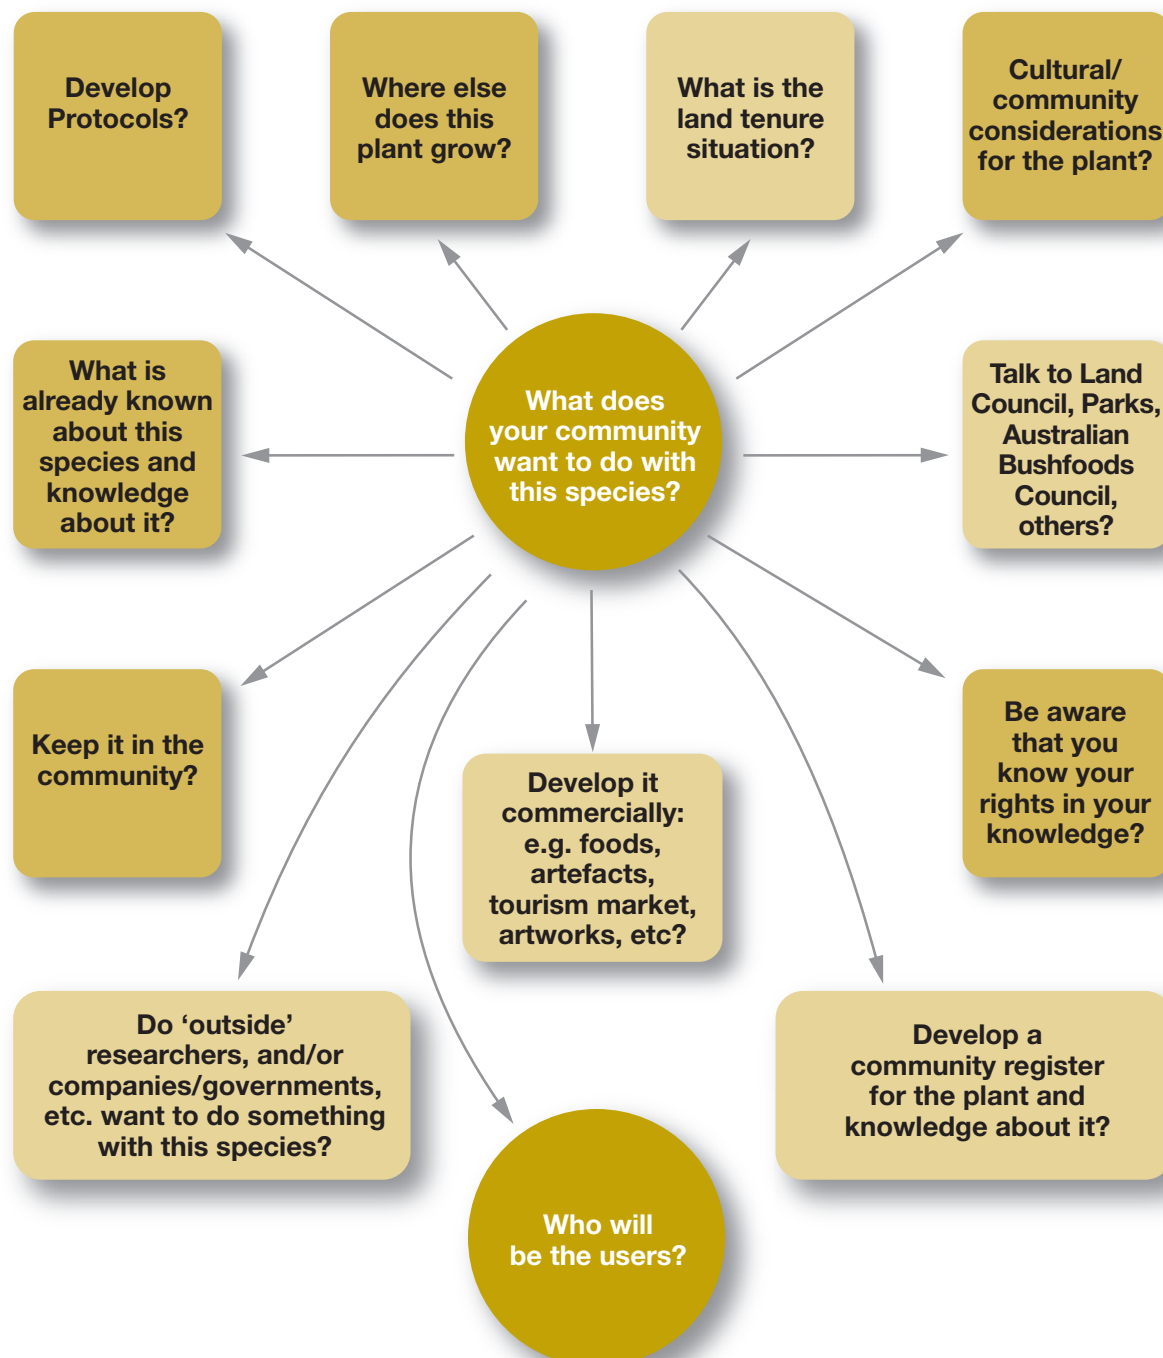 Develop
Protocols?
Where else
does this
plant grow?
What is the
land tenure
situation?
Cultural/
community
considerations
for the plant?
What is
already known
about this
species and
knowledge
about it?
What does
your community
want to do with
this species?
Talk to Land
Council, Parks,
Australian
Bushfoods
Council,
others?
Keep it in the
community?
Develop it
commercially:
e.g. foods,
artefacts,
tourism market,
artworks, etc?
Be aware
that you
know your
rights in your
knowledge?
Do ‘outside’
researchers, and/or
companies/governments,
etc. want to do something
with this species?
Who will
be the users?
Develop a
community register
for the plant and
knowledge about it?